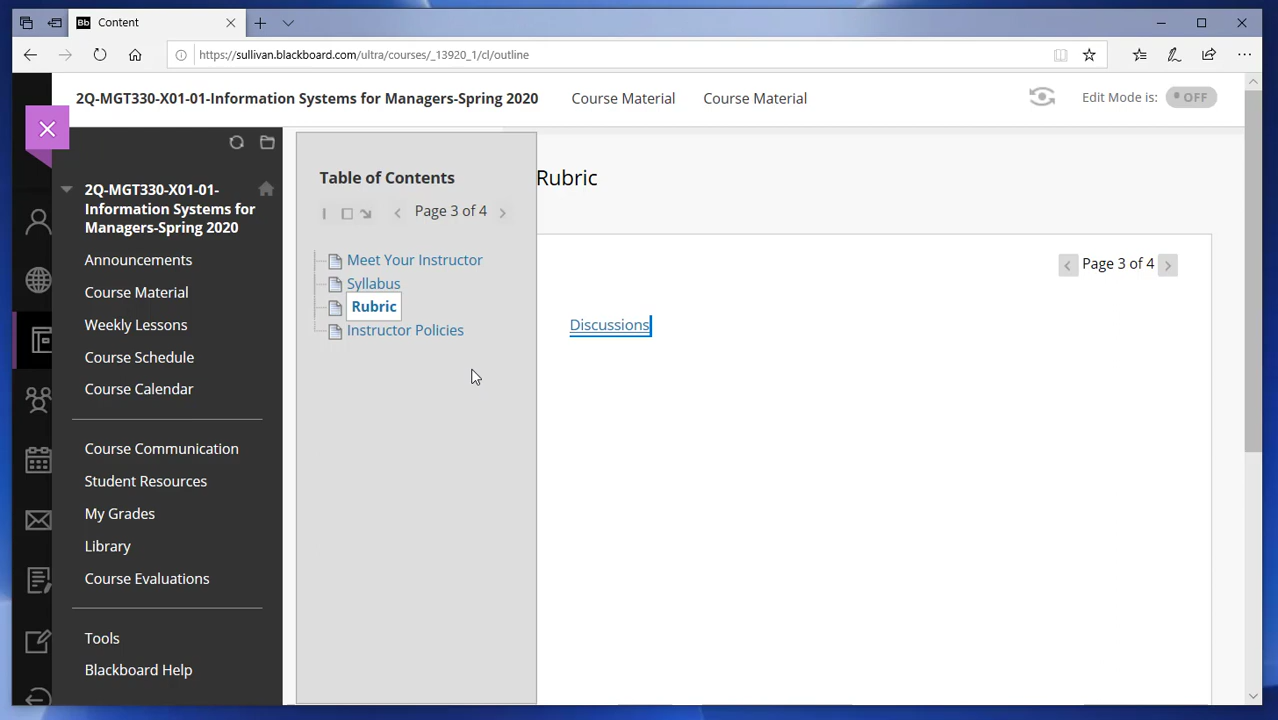 Bb Content
https://sullivan.blackboard.com/ultra/courses/_13920_1/cl/outline
2Q-MGT330-X01-01-Information Systems for Managers-Spring 2020 Course Material Course Material Edit Mode is: OFF
2Q-MGT330-X01-01-
Information Systems for
Managers-Spring 2020
Announcements
Course Material
Weekly Lessons
Course Schedule
Course Calendar
Course Communication
Student Resources
My Grades
Library
Course Evaluations
Tools
Blackboard Help
Table of Contents
Page 3 of 4
Meet Your Instructor
Syllabus
Rubric
Instructor Policies
Rubric
Page 3 of 4
Discussions